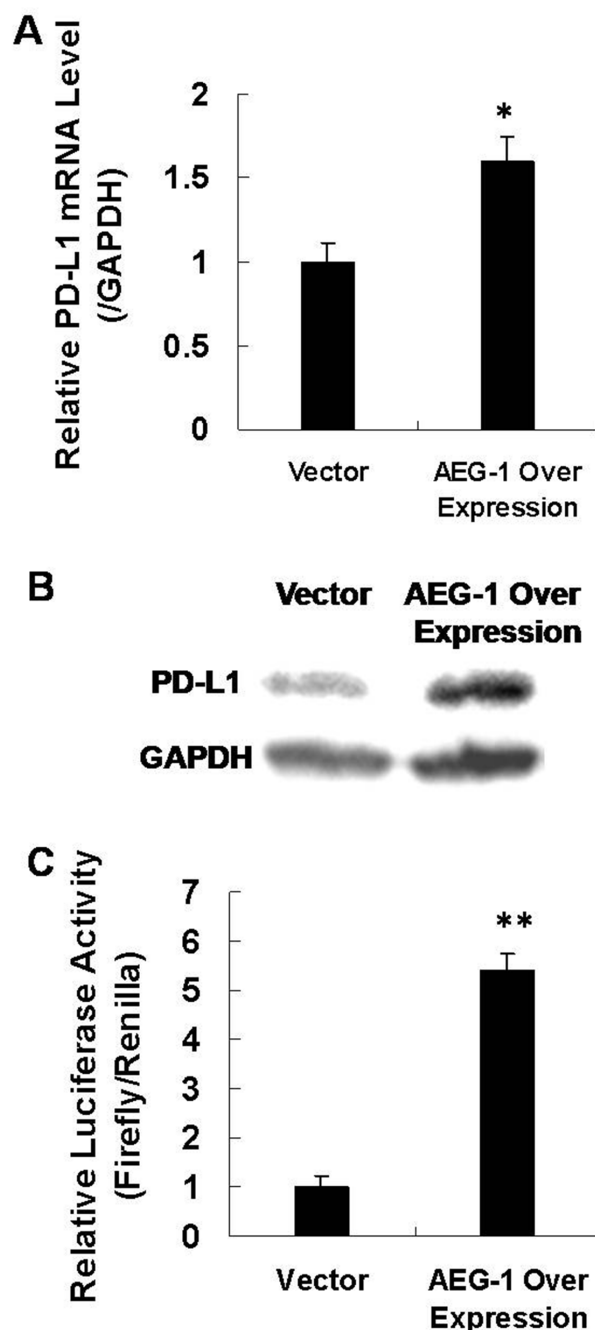 A
Relative PD-L1 mRNA Level
(/GAPDH)
2
1.5
1
0.5
0
*
Vector
AEG-1 Over
Expression
B
Vector
AEG-1 Over
Expression
PD-L1
GAPDH
C
Relative Luciferase Activity
(Firefly/Renilla)
7
6
5
4
3
2
1
0
**
Vector
AEG-1 Over
Expression